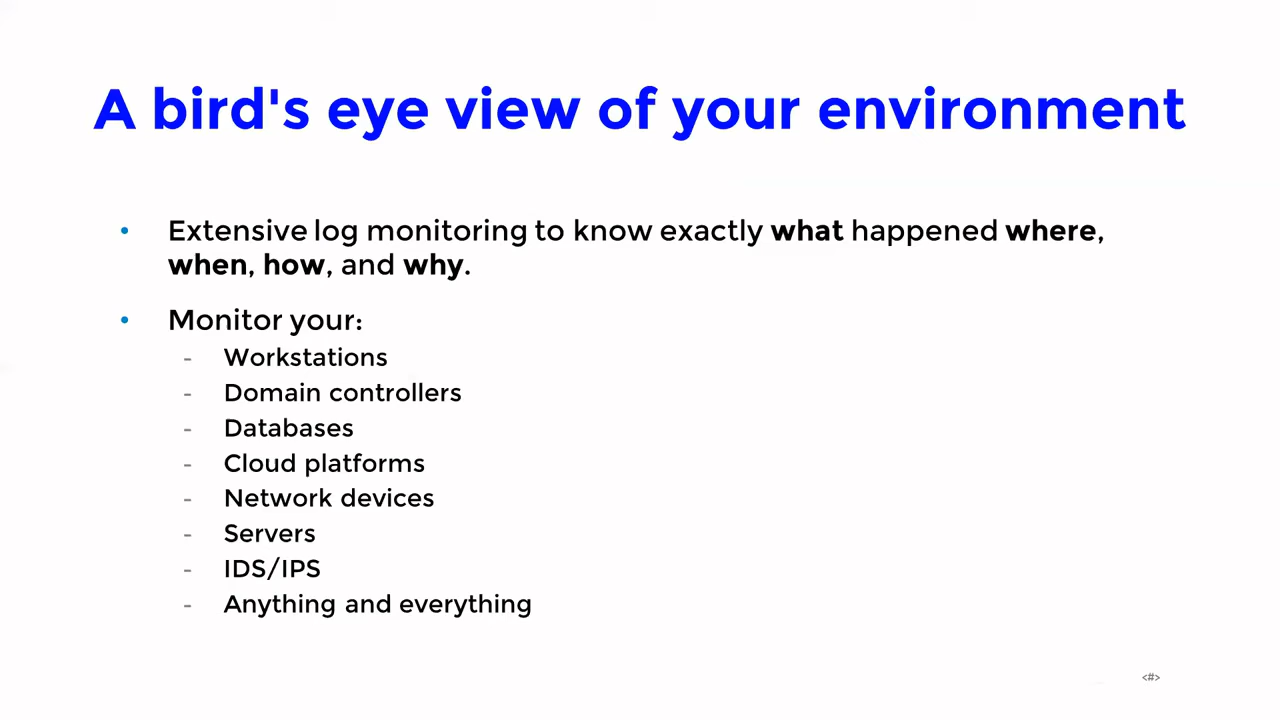 A bird's eye view of your environment
• Extensive log monitoring to know exactly what happened where,
when, how, and why.
• Monitor your:
- Workstations
- Domain controllers
- Databases
- Cloud platforms
- Network devices
- Servers
- IDS/IPS
- Anything and everything
<#>